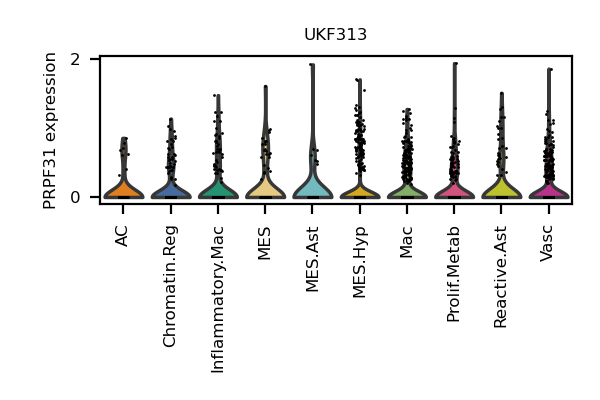 UKF313
PRPF31 expression
2
0
AC
Chromatin.Reg
Inflammatory.Mac
MES
MES.Ast
MES.Hyp
Mac
Prolif.Metab
Reactive.Ast
Vasc